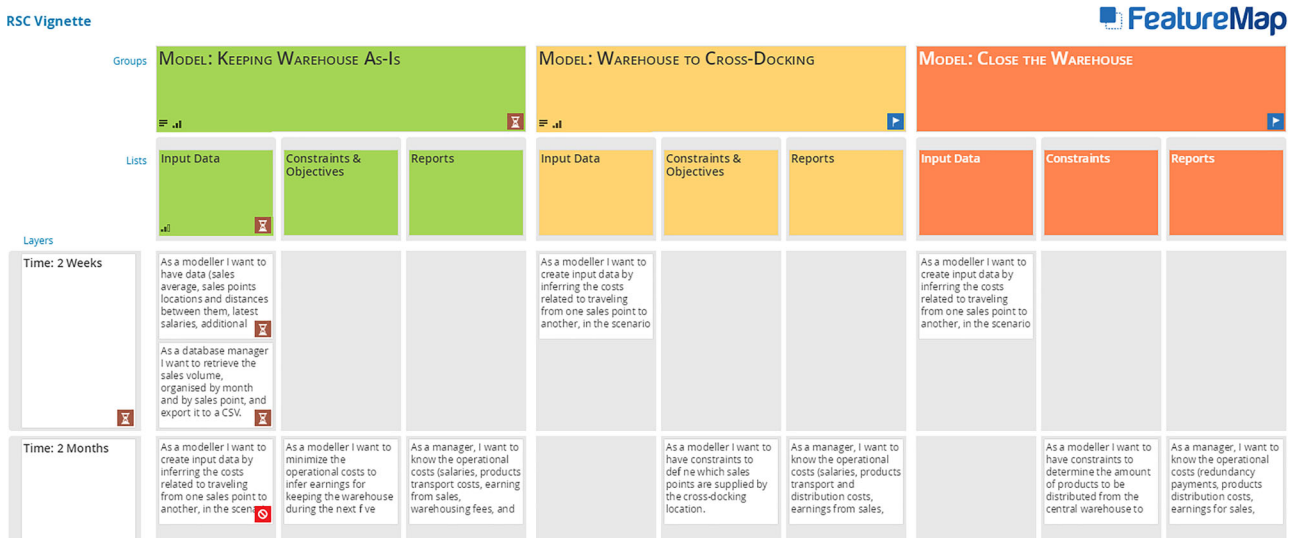 RSC Vignette
FeatureMap
Groups
Model: Keeping Warehouse As-Is
Model: Warehouse to Cross-Docking
Model: Close the Warehouse
Lists
Input Data
Constraints &
Objectives
Reports
Input Data
Constraints &
Objectives
Reports
Input Data
Constraints
Reports
Layers
Time: 2 Weeks
As a modeller I want to
have data (sales
average, sales points
locations and distances
between them, latest
salaries, additional
As a database manager
I want to retrieve the
sales volume,
organised by month
and by sales point, and
export it to a CSV.
As a modeller I want to
create input data by
inferring the costs
related to traveling
from one sales point to
another, in the scenario
As a modeller I want to
create input data by
inferring the costs
related to traveling
from one sales point to
another, in the scenario
Time: 2 Months
As a modeller I want to
create input data by
inferring the costs
related to traveling
from one sales point to
another, in the scena
As a modeller I want to
minimize the
operational costs to
infer earnings for
keeping the warehouse
during the next f ve
As a manager, I want to
know the operational
costs (salaries, products
transport costs, earning
from sales,
warehousing fees, and
As a modeller I want to
have constraints to
def ne which sales
points are supplied by
the cross-docking
location.
As a manager, I want to
know the operational
costs (salaries, products
transport and
distribution costs,
earnings from sales,
As a modeller I want to
have constraints to
determine the amount
of products to be
distributed from the
central warehouse to
As a manager, I want to
know the operational
costs (redundancy
payments, products
distribution costs,
earnings for sales,